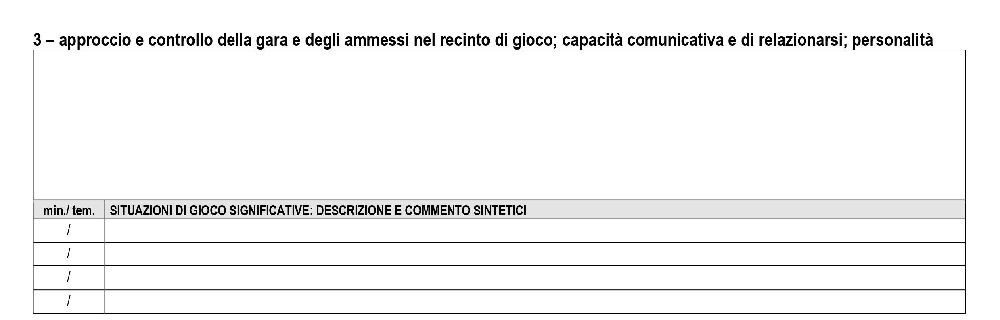 3 – approccio e controllo della gara e degli ammessi nel recinto di gioco; capacità comunicativa e di relazionarsi; personalità
min./ tem. SITUAZIONI DI GIOCO SIGNIFICATIVE: DESCRIZIONE E COMMENTO SINTETICI
/
/
/
/